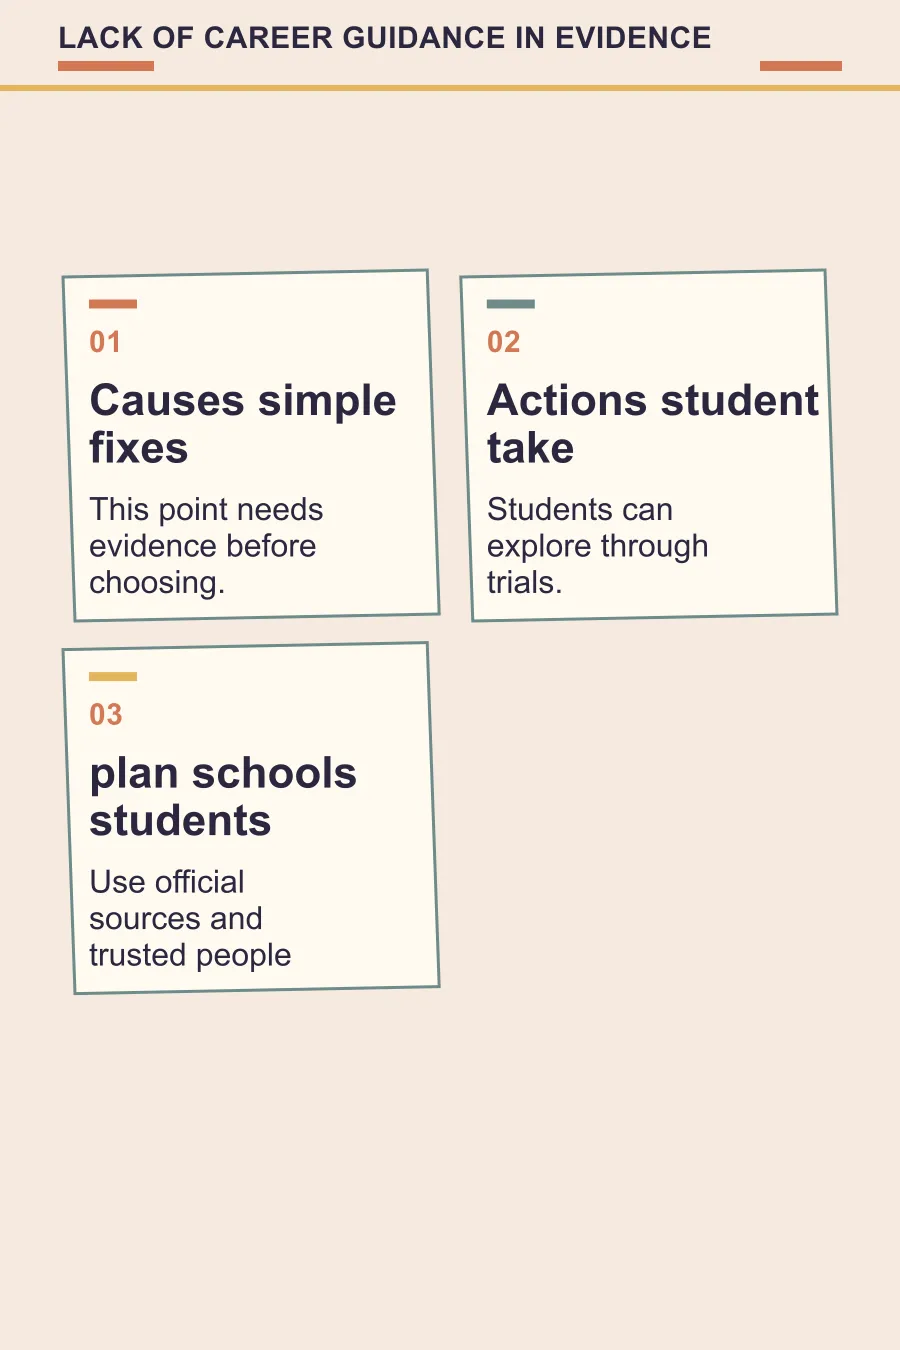 LACK OF CAREER GUIDANCE IN EVIDENCE
01
Causes simple
fixes
This point needs
evidence before
choosing.
02
Actions student
take
Students can
explore through
trials.
03
plan schools
students
Use official
sources and
trusted people